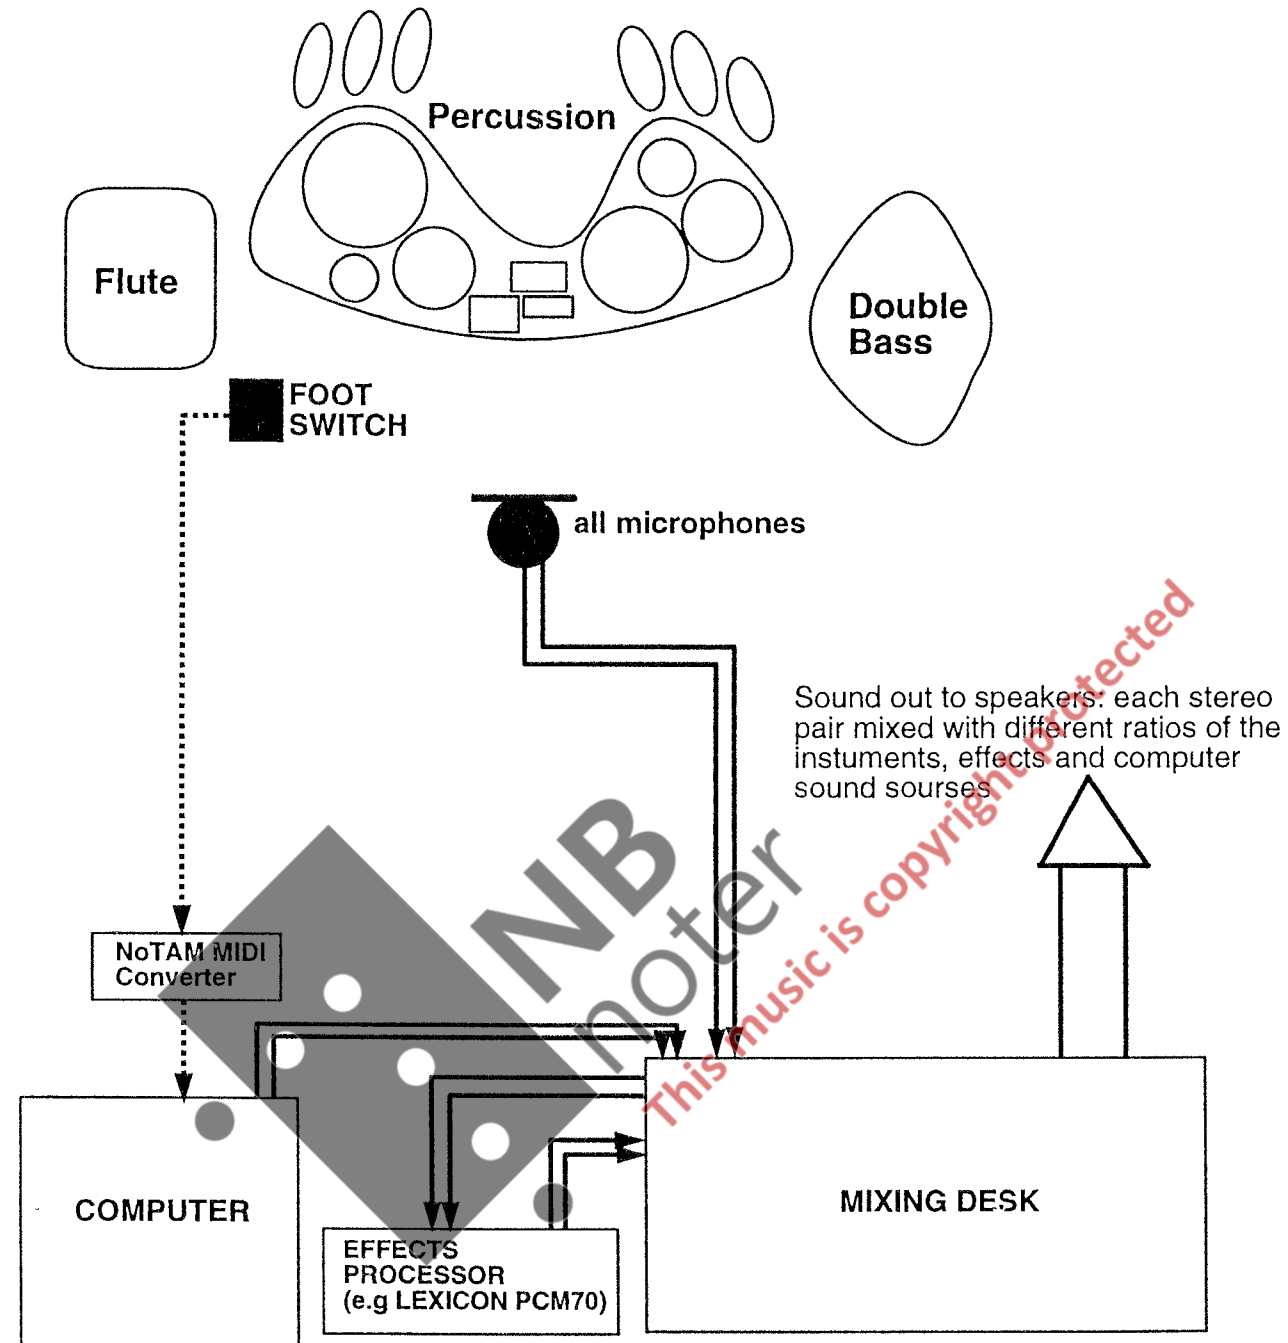 Percussion
Flute
Double
Bass
FOOT
SWITCH
all microphones
Sound out to speakers: each stereo
pair mixed with different ratios of the
instuments, effects and computer
sound sourses
NB
noter
This music is copyright protected
NoTAM MIDI
Converter
COMPUTER
MIXING DESK
EFFECTS
PROCESSOR
(e.g LEXICON PCM70)